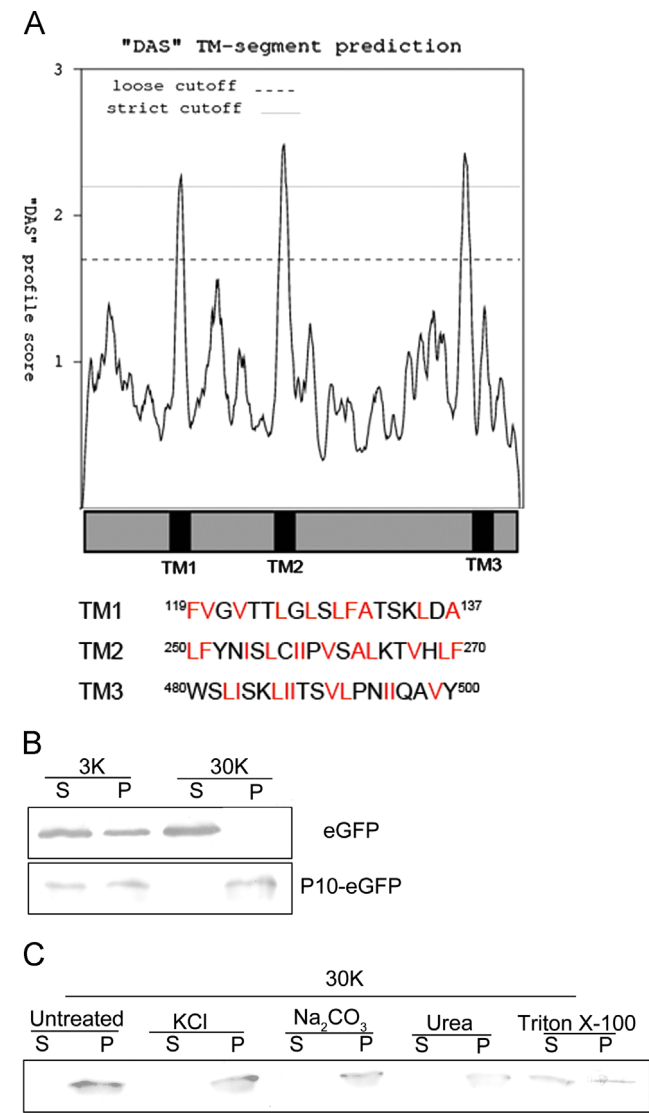 A
"DAS" TM-segment prediction
3
loose cutoff
strict cutoff
2
"DAS" profile score
1
TM1 TM2 TM3
TM1 ¹¹⁹FVGVTTLGLSLFATSKLDA¹³⁷
TM2 ²⁵⁰LFYNISLCIIPVSALKTVHLF²⁷⁰
TM3 ⁴⁸⁰WSLISKLIITSVLPNIIQAVY⁵⁰⁰
B
3K 30K
S P S P
eGFP
P10-eGFP
C
30K
Untreated KCl Na₂CO₃ Urea Triton X-100
S P S P S P S P S P